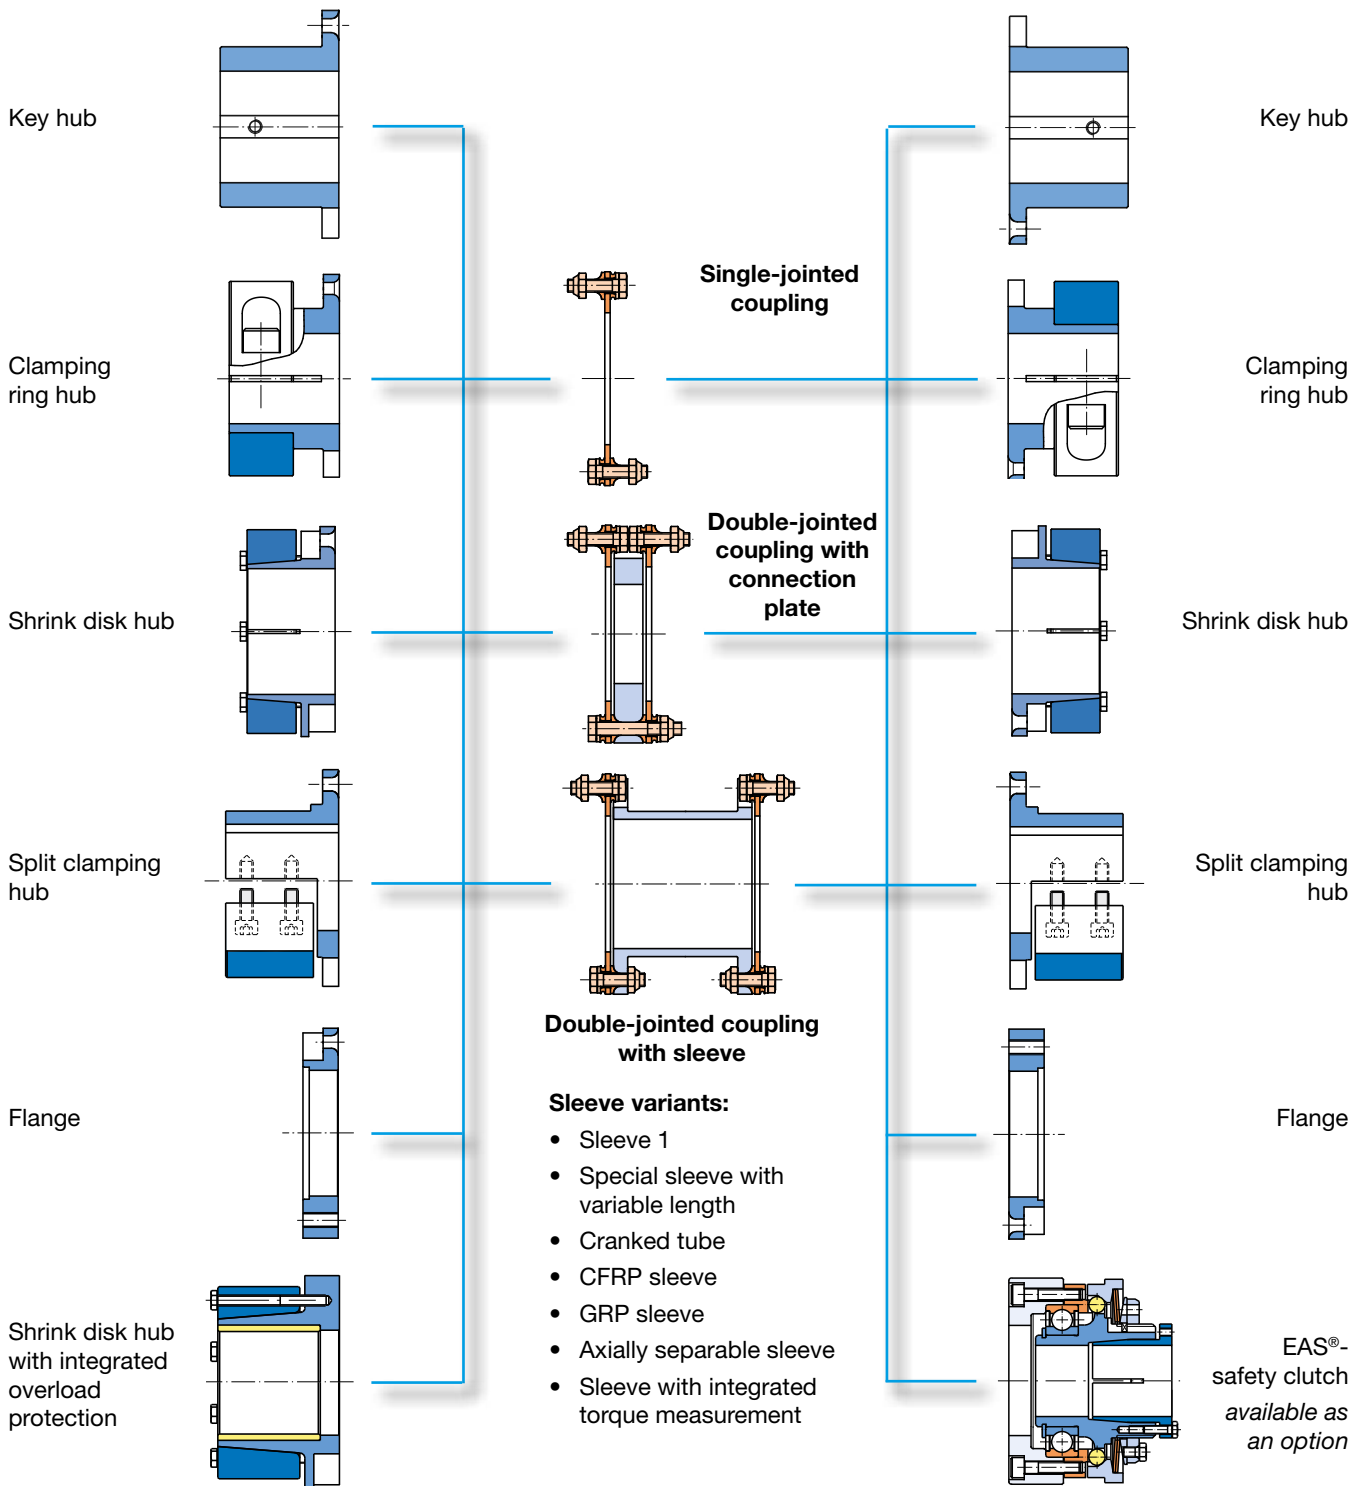 Key hub
Key hub
Single-jointed
coupling
Clamping
ring hub
Clamping
ring hub
Double-jointed
coupling with
connection
plate
Shrink disk hub
Shrink disk hub
Split clamping
hub
Split clamping
hub
Double-jointed coupling
with sleeve
Flange
Flange
Sleeve variants:
• Sleeve 1
• Special sleeve with
variable length
• Cranked tube
• CFRP sleeve
• GRP sleeve
• Axially separable sleeve
• Sleeve with integrated
torque measurement
Shrink disk hub
with integrated
overload
protection
EAS®-
safety clutch
available as
an option